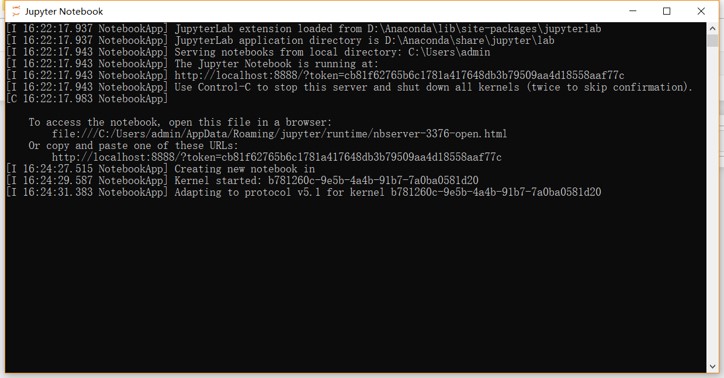 Jupyter Notebook
[I 16:22:17.937 NotebookApp] JupyterLab extension loaded from D:\Anaconda\lib\site-packages\jupyterlab
[I 16:22:17.937 NotebookApp] JupyterLab application directory is D:\Anaconda\share\jupyter\lab
[I 16:22:17.943 NotebookApp] Serving notebooks from local directory: C:\Users\admin
[I 16:22:17.943 NotebookApp] The Jupyter Notebook is running at:
[I 16:22:17.943 NotebookApp] http://localhost:8888/?token=cb81f62765b6c1781a417648db3b79509aa4d18558aaf77c
[I 16:22:17.943 NotebookApp] Use Control-C to stop this server and shut down all kernels (twice to skip confirmation).
[C 16:22:17.983 NotebookApp]
To access the notebook, open this file in a browser:
file:///C:/Users/admin/AppData/Roaming/jupyter/runtime/nbserver-3376-open.html
Or copy and paste one of these URLs:
http://localhost:8888/?token=cb81f62765b6c1781a417648db3b79509aa4d18558aaf77c
[I 16:24:27.515 NotebookApp] Creating new notebook in
[I 16:24:29.587 NotebookApp] Kernel started: b781260c-9e5b-4a4b-91b7-7a0ba0581d20
[I 16:24:31.383 NotebookApp] Adapting to protocol v5.1 for kernel b781260c-9e5b-4a4b-91b7-7a0ba0581d20